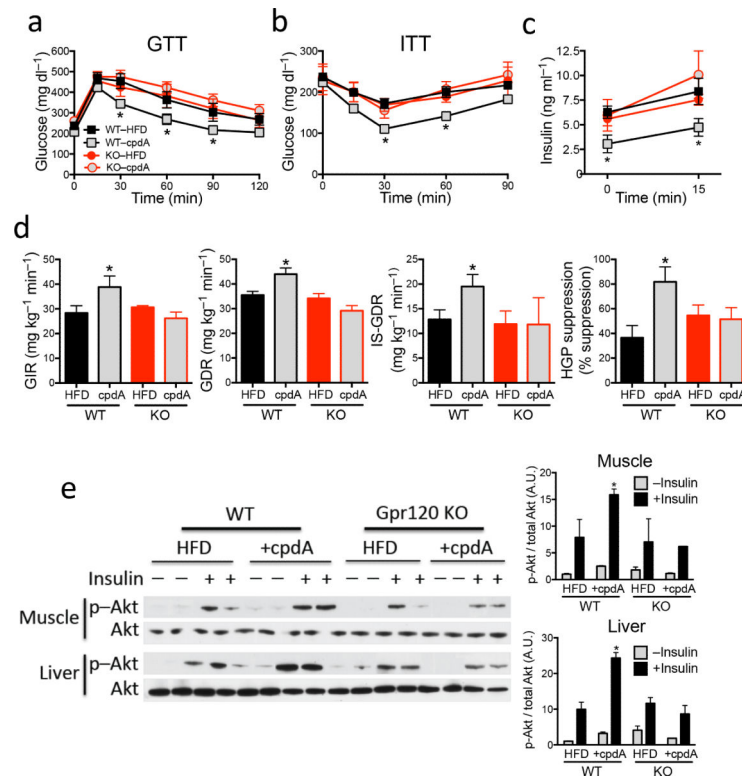 a
GTT
Glucose (mg dl⁻¹)
600
500
400
300
200
100
0
0 30 60 90 120
Time (min)
WT–HFD
WT–cpdA
KO–HFD
KO–cpdA
* * *
b
ITT
Glucose (mg dl⁻¹)
400
300
200
100
0
0 30 60 90
Time (min)
* *
c
Insulin (ng ml⁻¹)
12.5
10.0
7.5
5.0
2.5
0
0 15
Time (min)
* *
d
GIR
(mg kg⁻¹ min⁻¹)
50
40
30
20
10
0
*
HFD cpdA HFD cpdA
WT KO
GDR
(mg kg⁻¹ min⁻¹)
50
40
30
20
10
0
*
HFD cpdA HFD cpdA
WT KO
IS-GDR
(mg kg⁻¹ min⁻¹)
30
20
10
0
*
HFD cpdA HFD cpdA
WT KO
HGP suppression
(% suppression)
100
80
60
40
20
0
*
HFD cpdA HFD cpdA
WT KO
e
WT Gpr120 KO
HFD +cpdA HFD +cpdA
Insulin – – + + – – + + – – + + – – + +
Muscle
p–Akt
Akt
Liver
p–Akt
Akt
Muscle
p-Akt / total Akt (A.U.)
20
15
10
5
0
–Insulin
+Insulin
*
HFD +cpdA HFD +cpdA
WT KO
Liver
p-Akt / total Akt (A.U.)
30
20
10
0
–Insulin
+Insulin
*
HFD +cpdA HFD +cpdA
WT KO